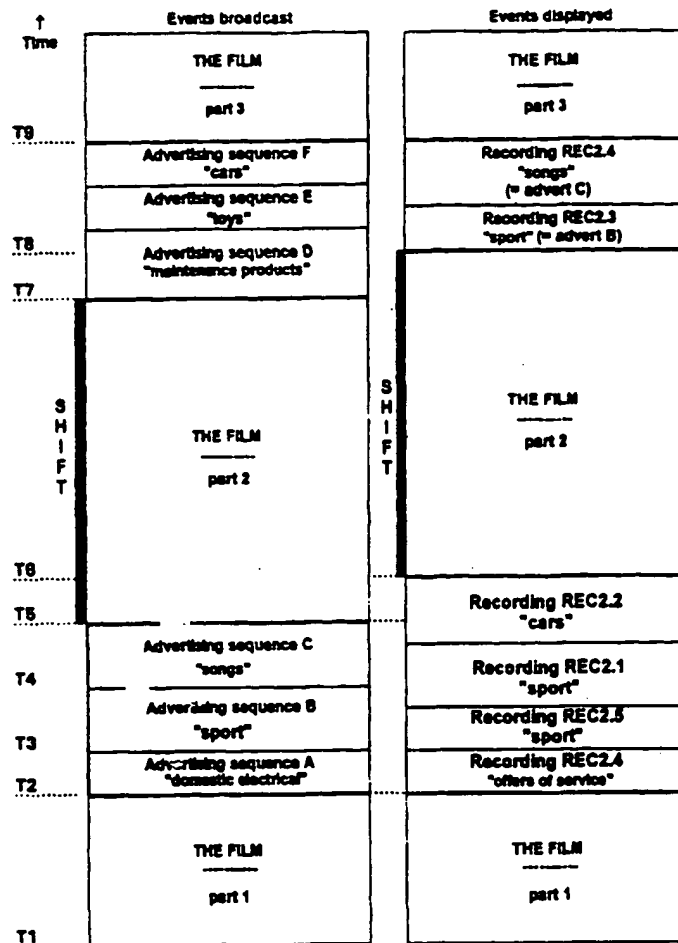 ↑
Time
Events broadcast
THE FILM
part 3
T9
Advertising sequence F
"cars"
Advertising sequence E
"toys"
T8
Advertising sequence D
"maintenance products"
T7
SHIFT
THE FILM
part 2
T6
T5
Advertising sequence C
"songs"
T4
Advertising sequence B
"sport"
T3
Advertising sequence A
"domestic electrical"
T2
THE FILM
part 1
T1
Events displayed
THE FILM
part 3
Recording REC2.4
"songs"
(= advert C)
Recording REC2.3
"sport" (= advert B)
SHIFT
THE FILM
part 2
Recording REC2.2
"cars"
Recording REC2.1
"sport"
Recording REC2.5
"sport"
Recording REC2.4
"offers of service"
THE FILM
part 1